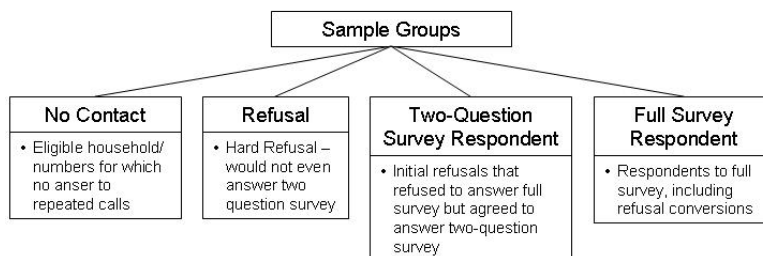 Sample Groups
No Contact
• Eligible household/
numbers for which
no anser to
repeated calls
Refusal
• Hard Refusal –
would not even
answer two
question survey
Two-Question
Survey Respondent
• Initial refusals that
refused to answer full
survey but agreed to
answer two-question
survey
Full Survey
Respondent
• Respondents to full
survey, including
refusal conversions